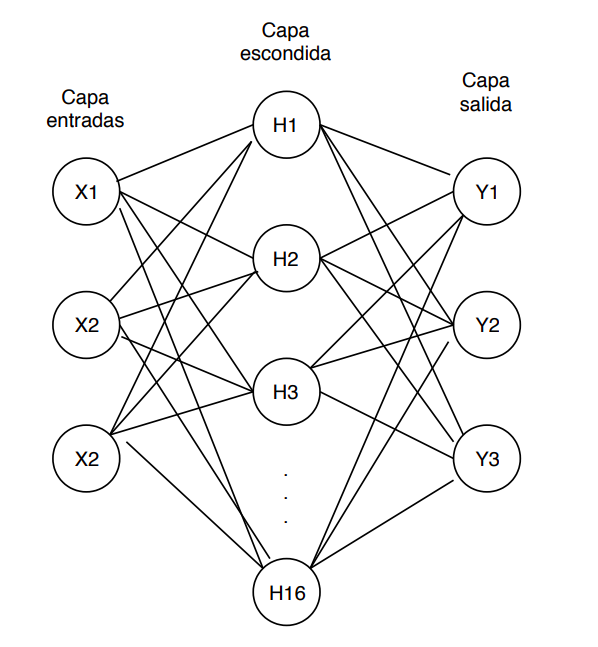 Capa
escondida
Capa
salida
Capa
entradas
H1
X1
Y1
H2
X2
Y2
H3
X2
Y3
.
.
.
H16